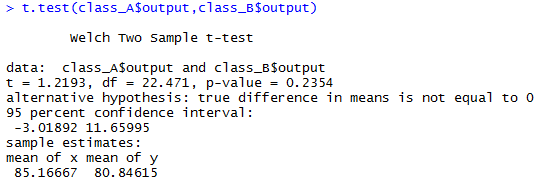 > t.test(class_A$output,class_B$output)
Welch Two Sample t-test
data:  class_A$output and class_B$output
t = 1.2193, df = 22.471, p-value = 0.2354
alternative hypothesis: true difference in means is not equal to 0
95 percent confidence interval:
-3.01892 11.65995
sample estimates:
mean of x mean of y
85.16667  80.84615